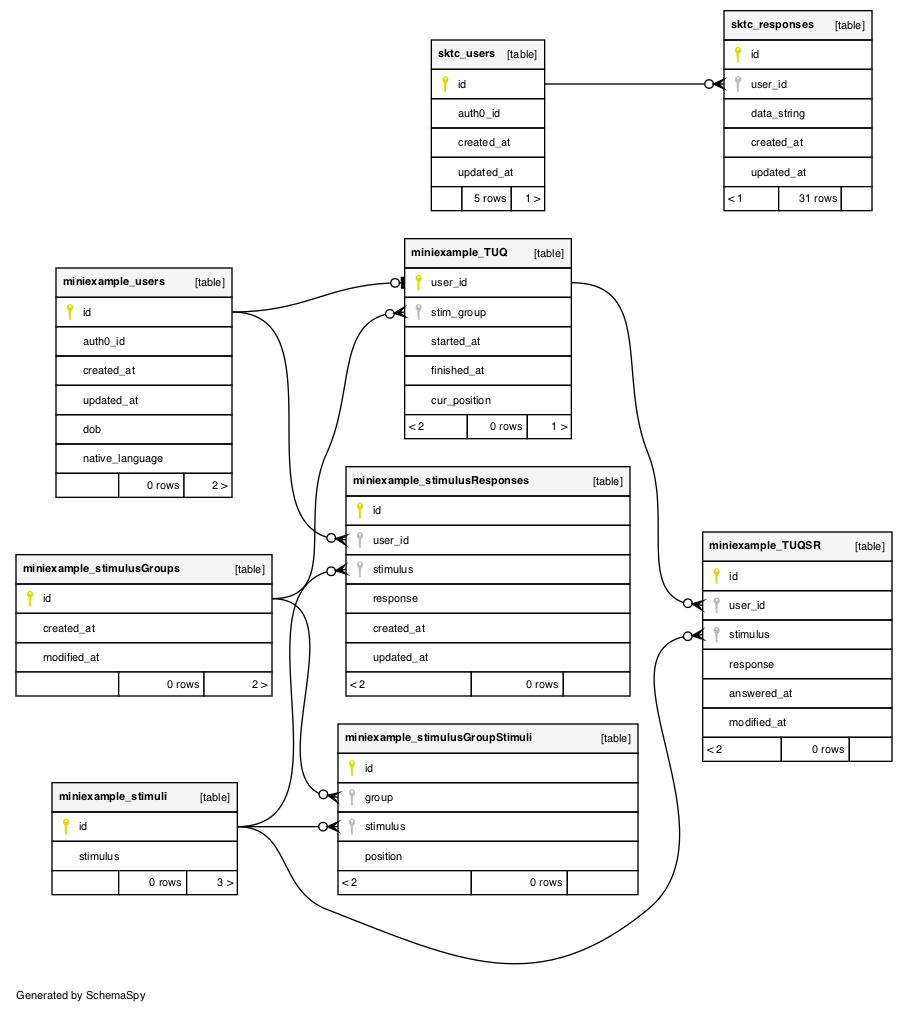 sktc_responses [table]
id
user_id
data_string
created_at
updated_at
< 1 31 rows
sktc_users [table]
id
auth0_id
created_at
updated_at
5 rows 1 >
miniexample_TUQ [table]
user_id
stim_group
started_at
finished_at
cur_position
< 2 0 rows 1 >
miniexample_users [table]
id
auth0_id
created_at
updated_at
dob
native_language
0 rows 2 >
miniexample_stimulusResponses [table]
id
user_id
stimulus
response
created_at
updated_at
< 2 0 rows
miniexample_TUQSR [table]
id
user_id
stimulus
response
answered_at
modified_at
< 2 0 rows
miniexample_stimulusGroups [table]
id
created_at
modified_at
0 rows 2 >
miniexample_stimulusGroupStimuli [table]
id
group
stimulus
position
< 2 0 rows
miniexample_stimuli [table]
id
stimulus
0 rows 3 >
Generated by SchemaSpy